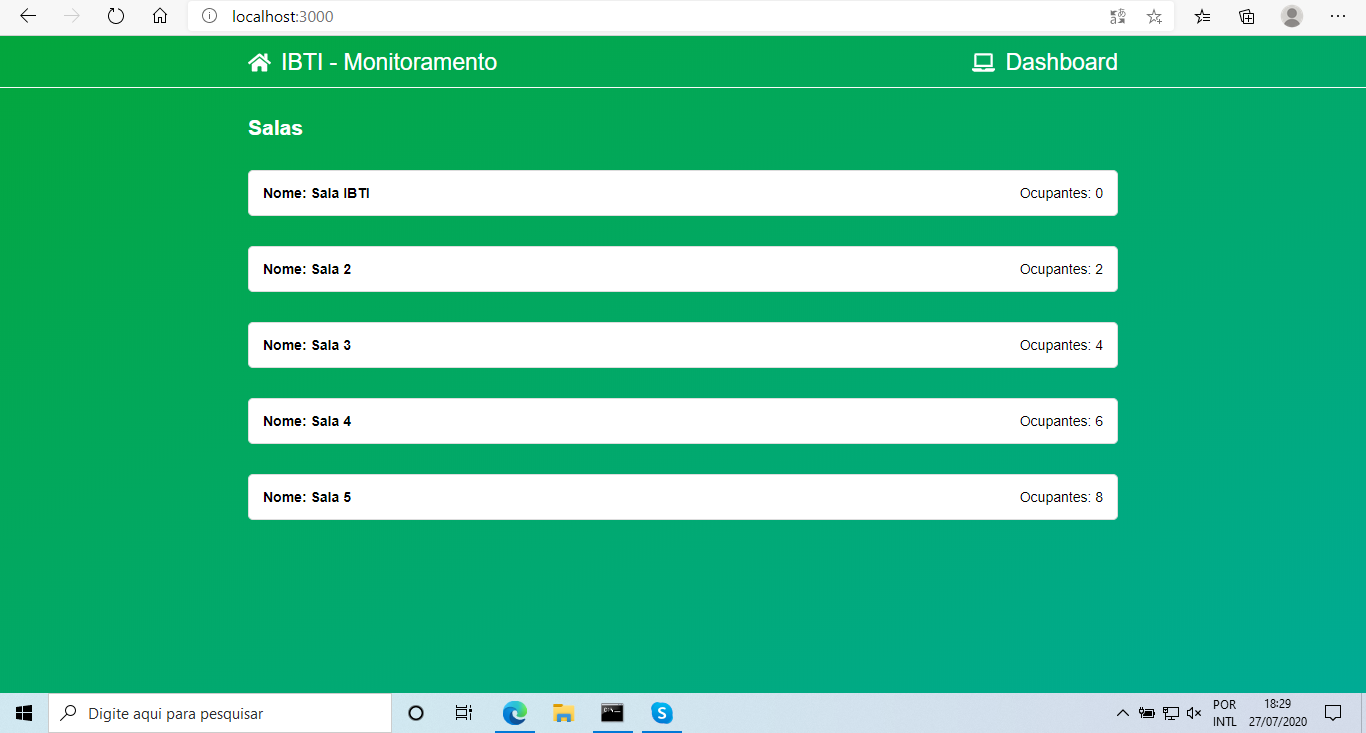 localhost:3000
IBTI - Monitoramento Dashboard
Salas
Nome: Sala IBTI Ocupantes: 0
Nome: Sala 2 Ocupantes: 2
Nome: Sala 3 Ocupantes: 4
Nome: Sala 4 Ocupantes: 6
Nome: Sala 5 Ocupantes: 8
Digite aqui para pesquisar
POR 18:29
INTL 27/07/2020